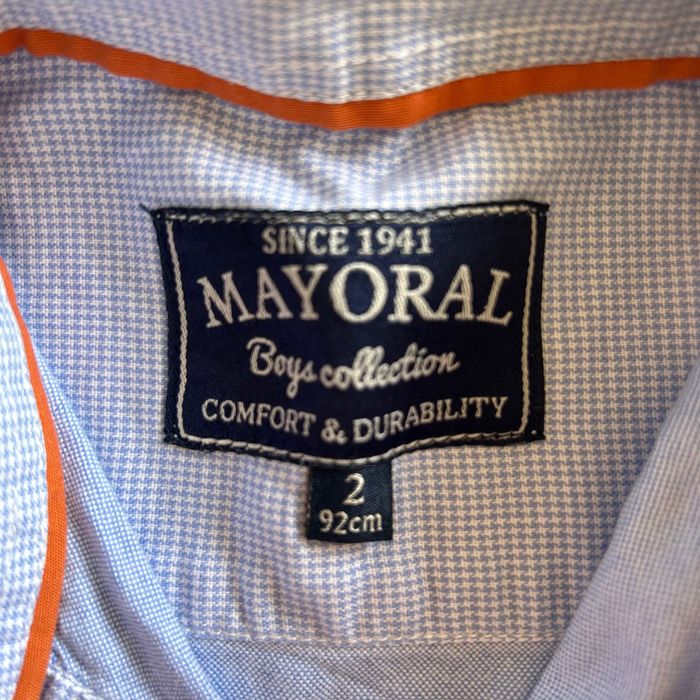 SINCE 1941
MAYORAL
Boys collection
COMFORT & DURABILITY
2
92cm